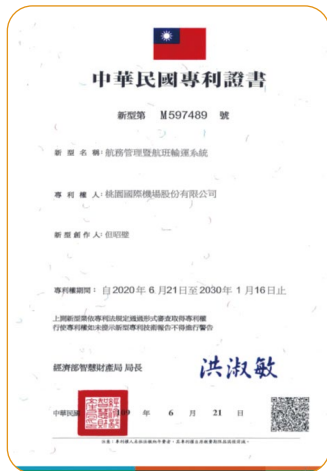 中華民國專利證書
新型第 M597489 號
新型名稱：航務管理暨航班輸運系統
專利權人：桃園國際機場股份有限公司
新型創作人：但昭璧
專利權期間：自2020年6月21日至2030年1月16日止
上開新型業依專利法規定通過形式審查取得專利權
行使專利權如未提示新型專利技術報告不得進行警告
經濟部智慧財產局 局長
洪淑敏
中華民國 109 年 6 月 21 日